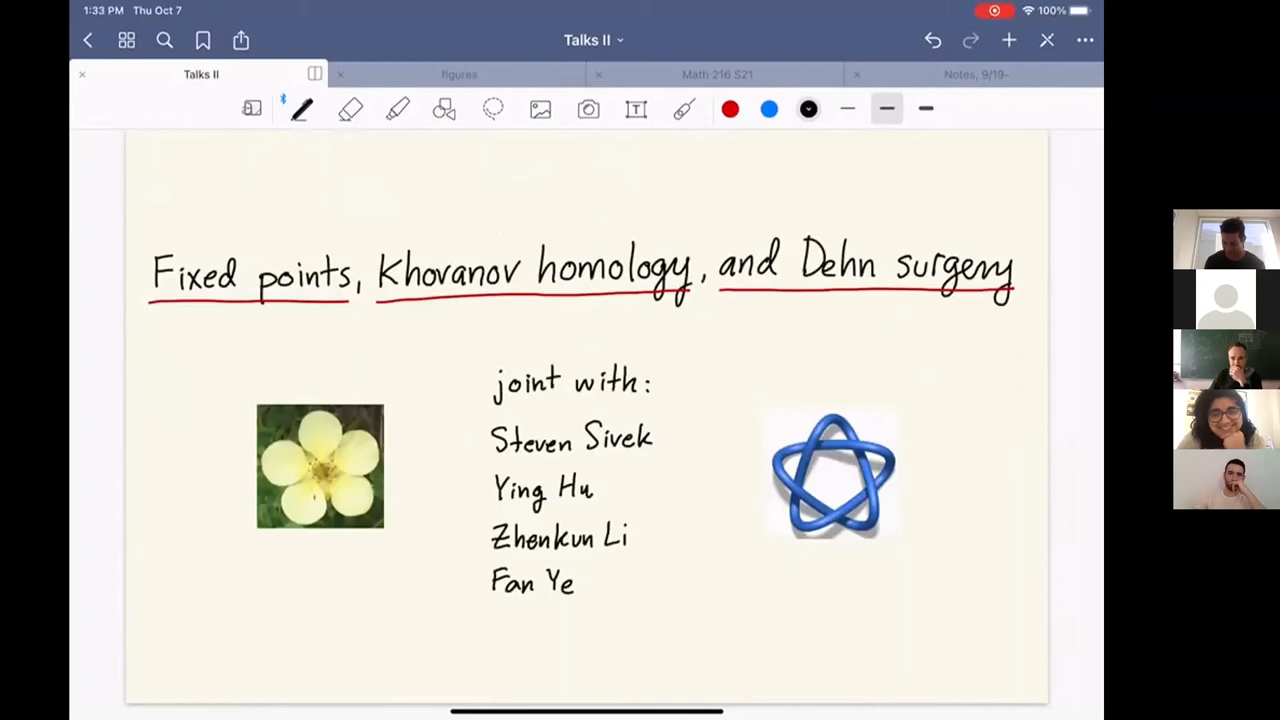 1:33 PM Thu Oct 7
100%
Talks II
Talks II
figures
Math 216 S21
Notes, 9/19-
T
Fixed points, Khovanov homology, and Dehn surgery
joint with:
Steven Sivek
Ying Hu
Zhenkun Li
Fan Ye